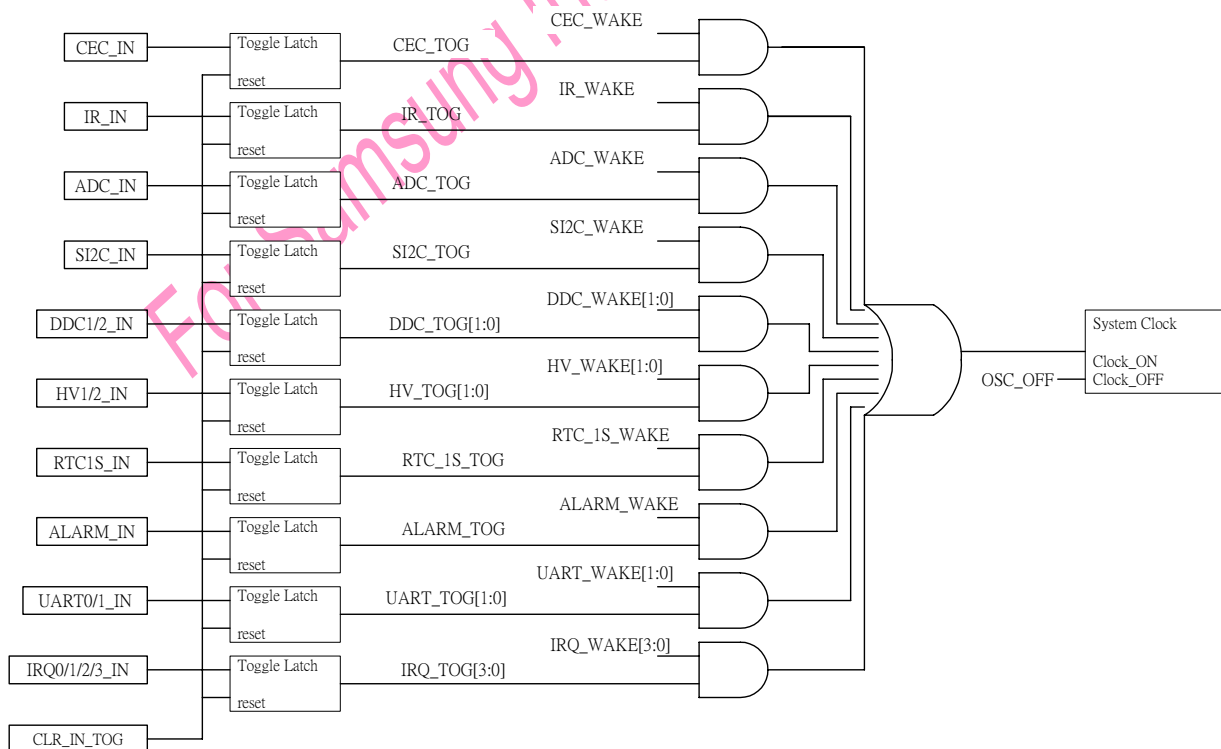 CEC_WAKE
CEC_IN
Toggle Latch
CEC_TOG
reset
IR_WAKE
IR_IN
Toggle Latch
IR_TOG
reset
ADC_WAKE
ADC_IN
Toggle Latch
ADC_TOG
reset
SI2C_WAKE
SI2C_IN
Toggle Latch
SI2C_TOG
reset
DDC_WAKE[1:0]
DDC1/2_IN
Toggle Latch
DDC_TOG[1:0]
reset
System Clock
Clock_ON
OSC_OFF
Clock_OFF
HV_WAKE[1:0]
HV1/2_IN
Toggle Latch
HV_TOG[1:0]
reset
RTC_1S_WAKE
RTC1S_IN
Toggle Latch
RTC_1S_TOG
reset
ALARM_WAKE
ALARM_IN
Toggle Latch
ALARM_TOG
reset
UART_WAKE[1:0]
UART0/1_IN
Toggle Latch
UART_TOG[1:0]
reset
IRQ_WAKE[3:0]
IRQ0/1/2/3_IN
Toggle Latch
IRQ_TOG[3:0]
reset
CLR_IN_TOG
For Samsung